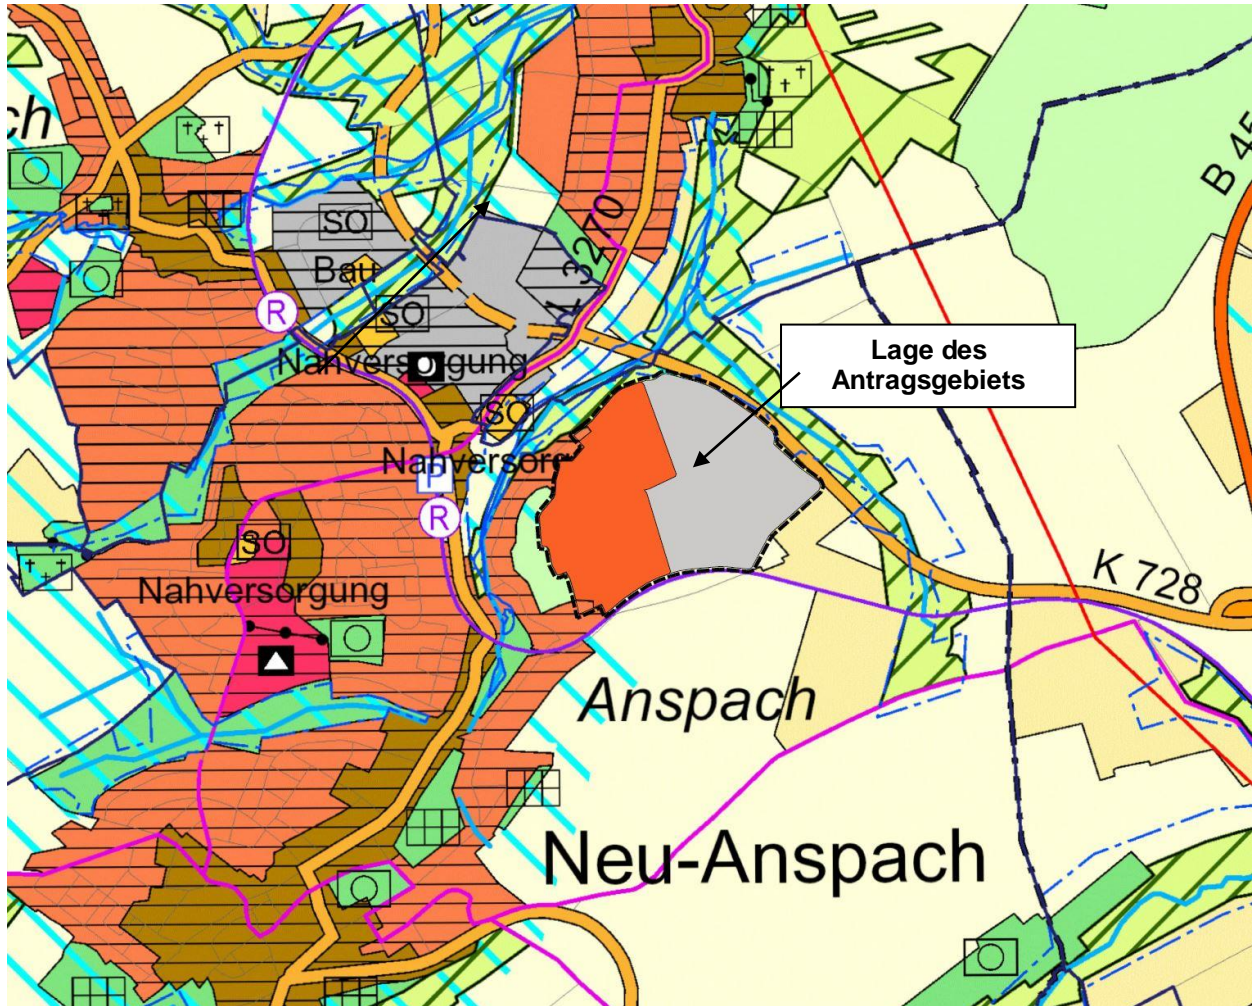 ch
B 45
SO
L 3270
Bau
SO
R
Nahversorgung
Lage des
Antragsgebiets
SO
Nahversorg
P
R
SO
K 728
Nahversorgung
Anspach
Neu-Anspach